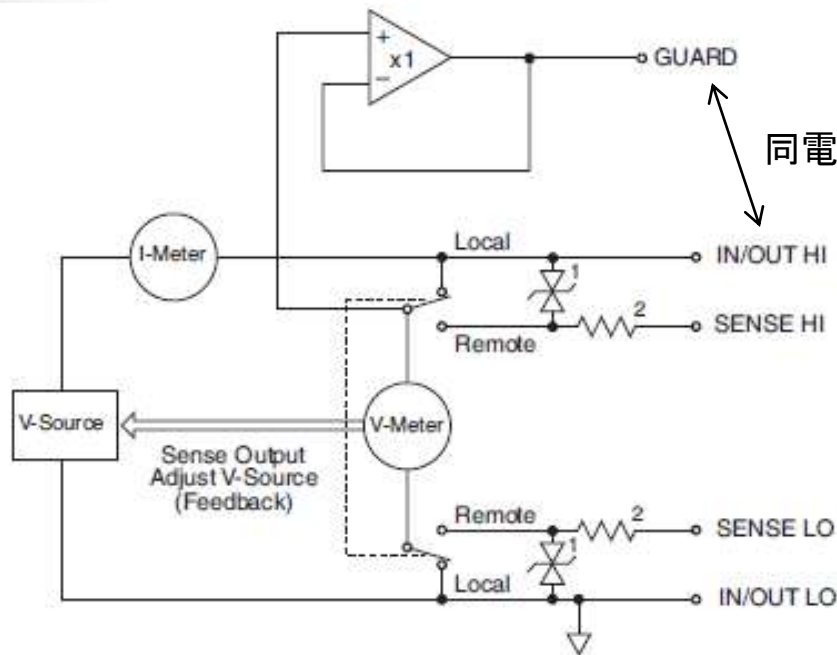 +
x1
−
GUARD
同電
I-Meter
Local
1
IN/OUT HI
2
SENSE HI
Remote
V-Source
V-Meter
Sense Output
Adjust V-Source
(Feedback)
Remote
2
SENSE LO
1
Local
IN/OUT LO